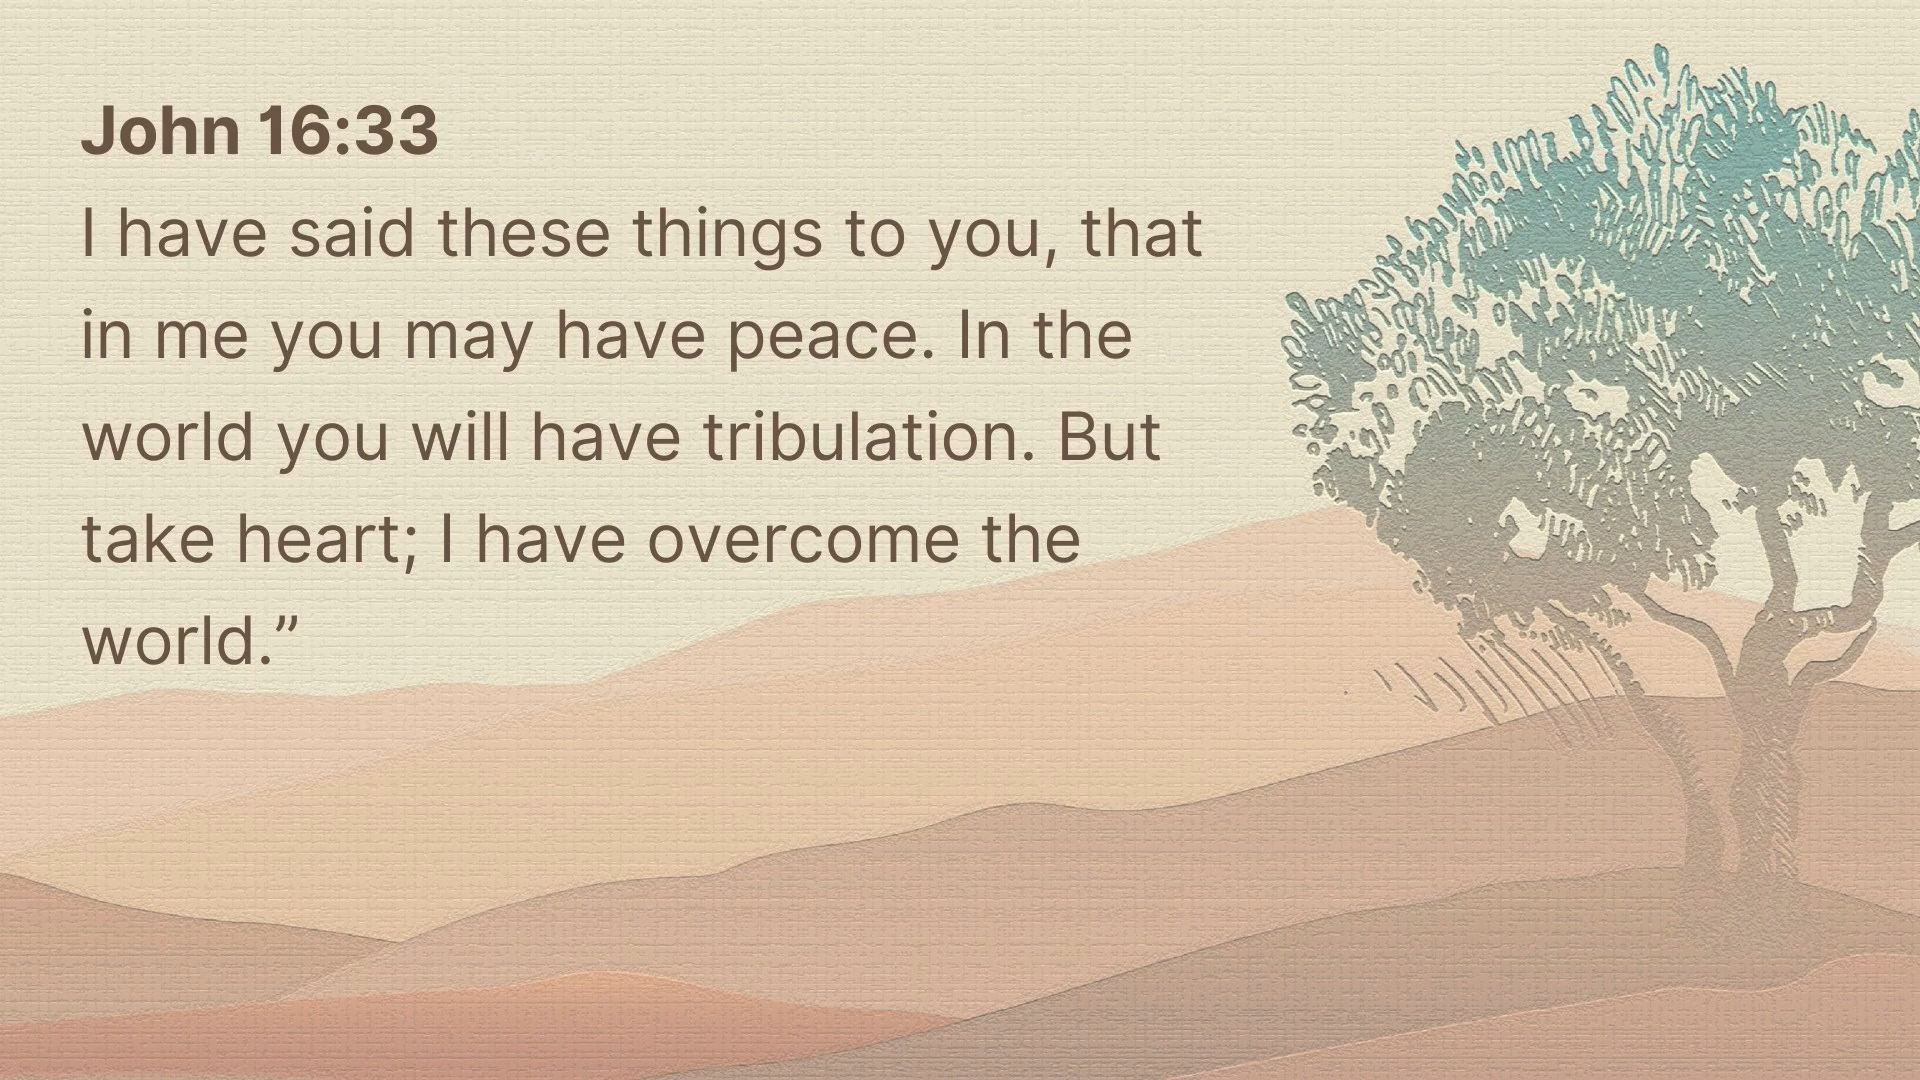 John 16:33
I have said these things to you, that
in me you may have peace. In the
world you will have tribulation. But
take heart; I have overcome the
world.”